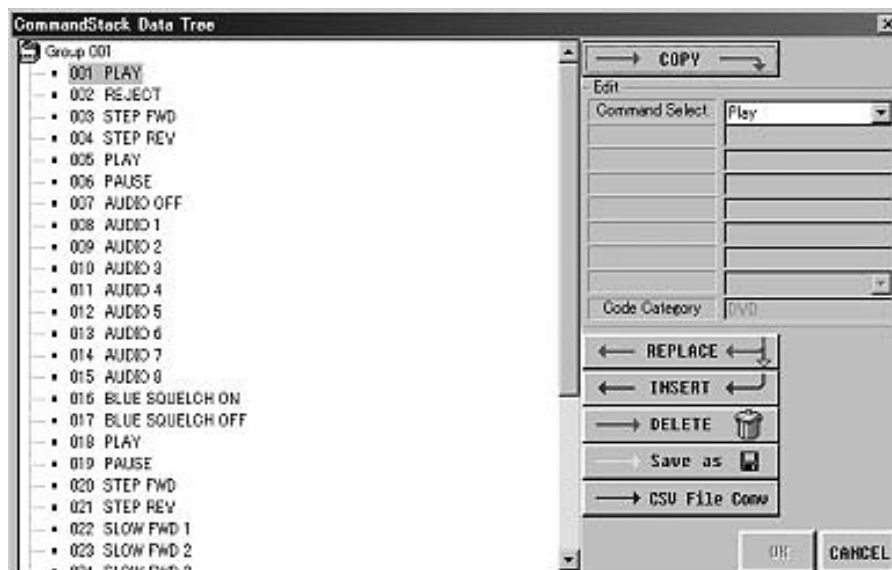 CommandStack Data Tree
Group 001
001 PLAY
002 REJECT
003 STEP FWD
004 STEP REV
005 PLAY
006 PAUSE
007 AUDIO OFF
008 AUDIO 1
009 AUDIO 2
010 AUDIO 3
011 AUDIO 4
012 AUDIO 5
013 AUDIO 6
014 AUDIO 7
015 AUDIO 8
016 BLUE SQUELCH ON
017 BLUE SQUELCH OFF
018 PLAY
019 PAUSE
020 STEP FWD
021 STEP REV
022 SLOW FWD 1
023 SLOW FWD 2
COPY
Edit
Command Select Play
Code Category DVD
REPLACE
INSERT
DELETE
Save as
CSV File Conv
OK CANCEL